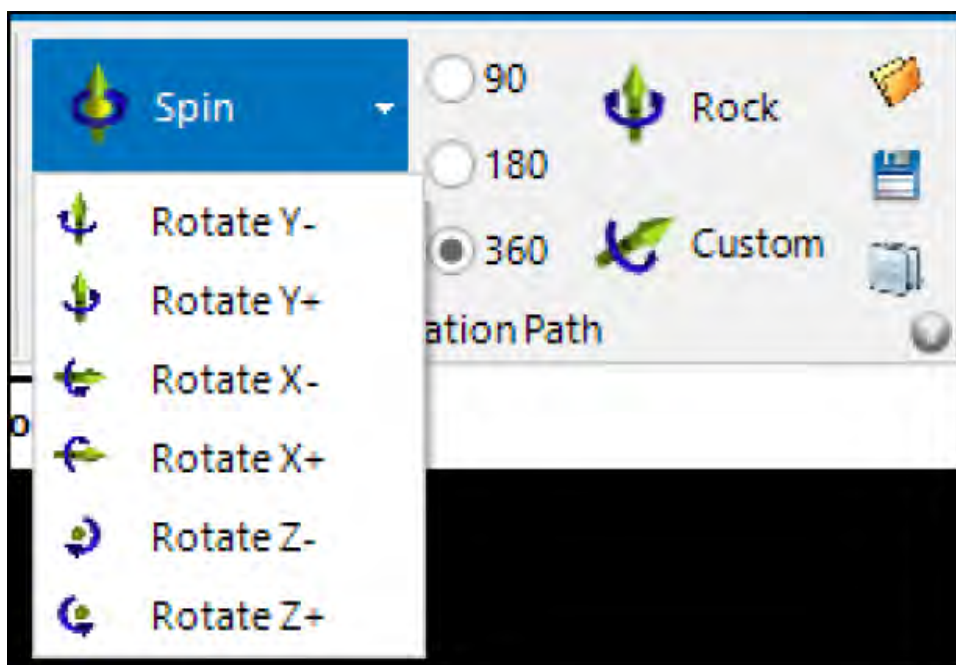 Spin
90
Rock
180
360
Custom
ation Path
Rotate Y-
Rotate Y+
Rotate X-
Rotate X+
Rotate Z-
Rotate Z+
o